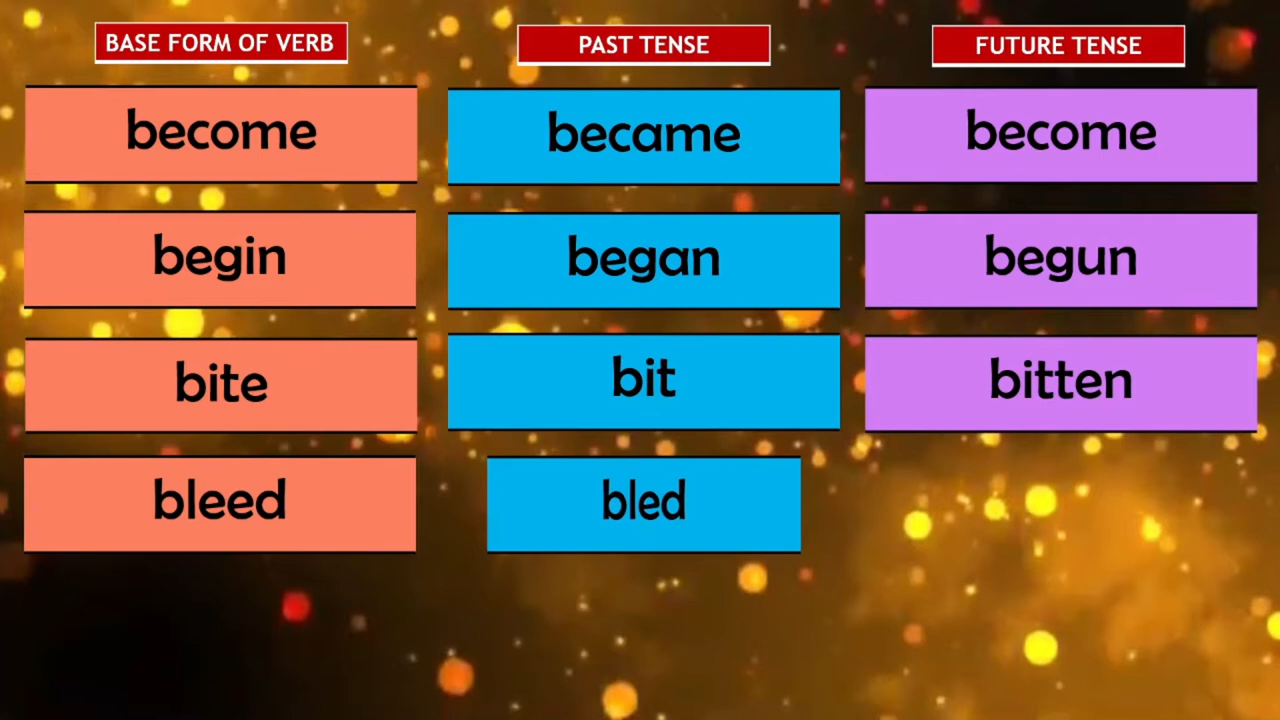 BASE FORM OF VERB
PAST TENSE
FUTURE TENSE
become
became
become
begin
began
begun
bite
bit
bitten
bleed
bled